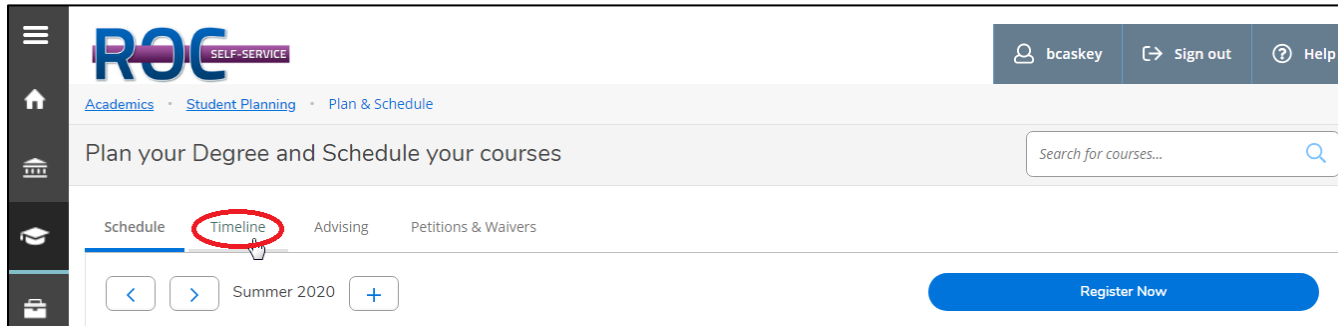 ROC SELF-SERVICE
bcaskey Sign out Help
Academics · Student Planning · Plan & Schedule
Plan your Degree and Schedule your courses
Search for courses...
Schedule Timeline Advising Petitions & Waivers
Summer 2020
Register Now